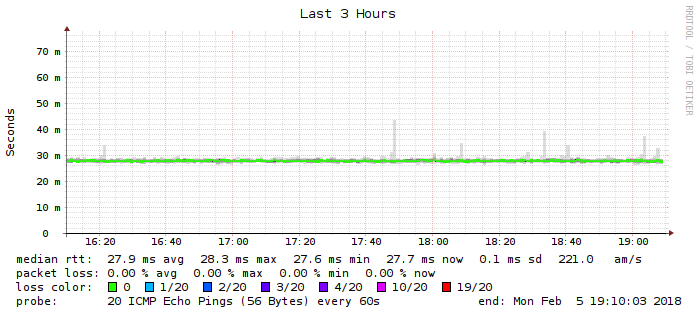 Last 3 Hours
RRDTOOL / TOBI OETIKER
Seconds
70 m
60 m
50 m
40 m
30 m
20 m
10 m
0
16:20 16:40 17:00 17:20 17:40 18:00 18:20 18:40 19:00
median rtt: 27.9 ms avg 28.3 ms max 27.6 ms min 27.7 ms now 0.1 ms sd 221.0 am/s
packet loss: 0.00 % avg 0.00 % max 0.00 % min 0.00 % now
loss color: 0 1/20 2/20 3/20 4/20 10/20 19/20
probe: 20 ICMP Echo Pings (56 Bytes) every 60s end: Mon Feb 5 19:10:03 2018